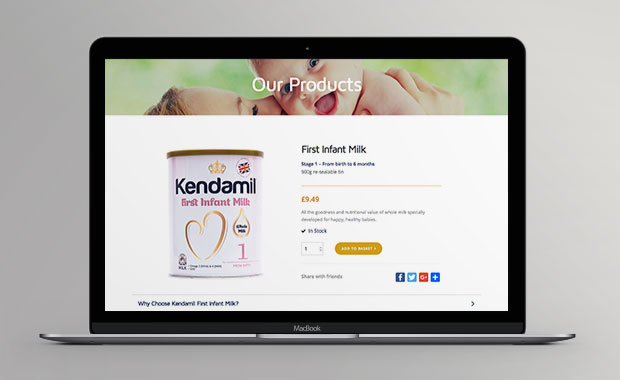 Our Products
First Infant Milk
Stage 1 - From birth to 6 months
900g re-sealable tin
£9.49
All the goodness and nutritional value of whole milk specially
developed for happy, healthy babies.
In Stock
1
ADD TO BASKET
Share with friends
Kendamil
First Infant Milk
Whole
Milk
1
Why Choose Kendamil First Infant Milk?
MacBook